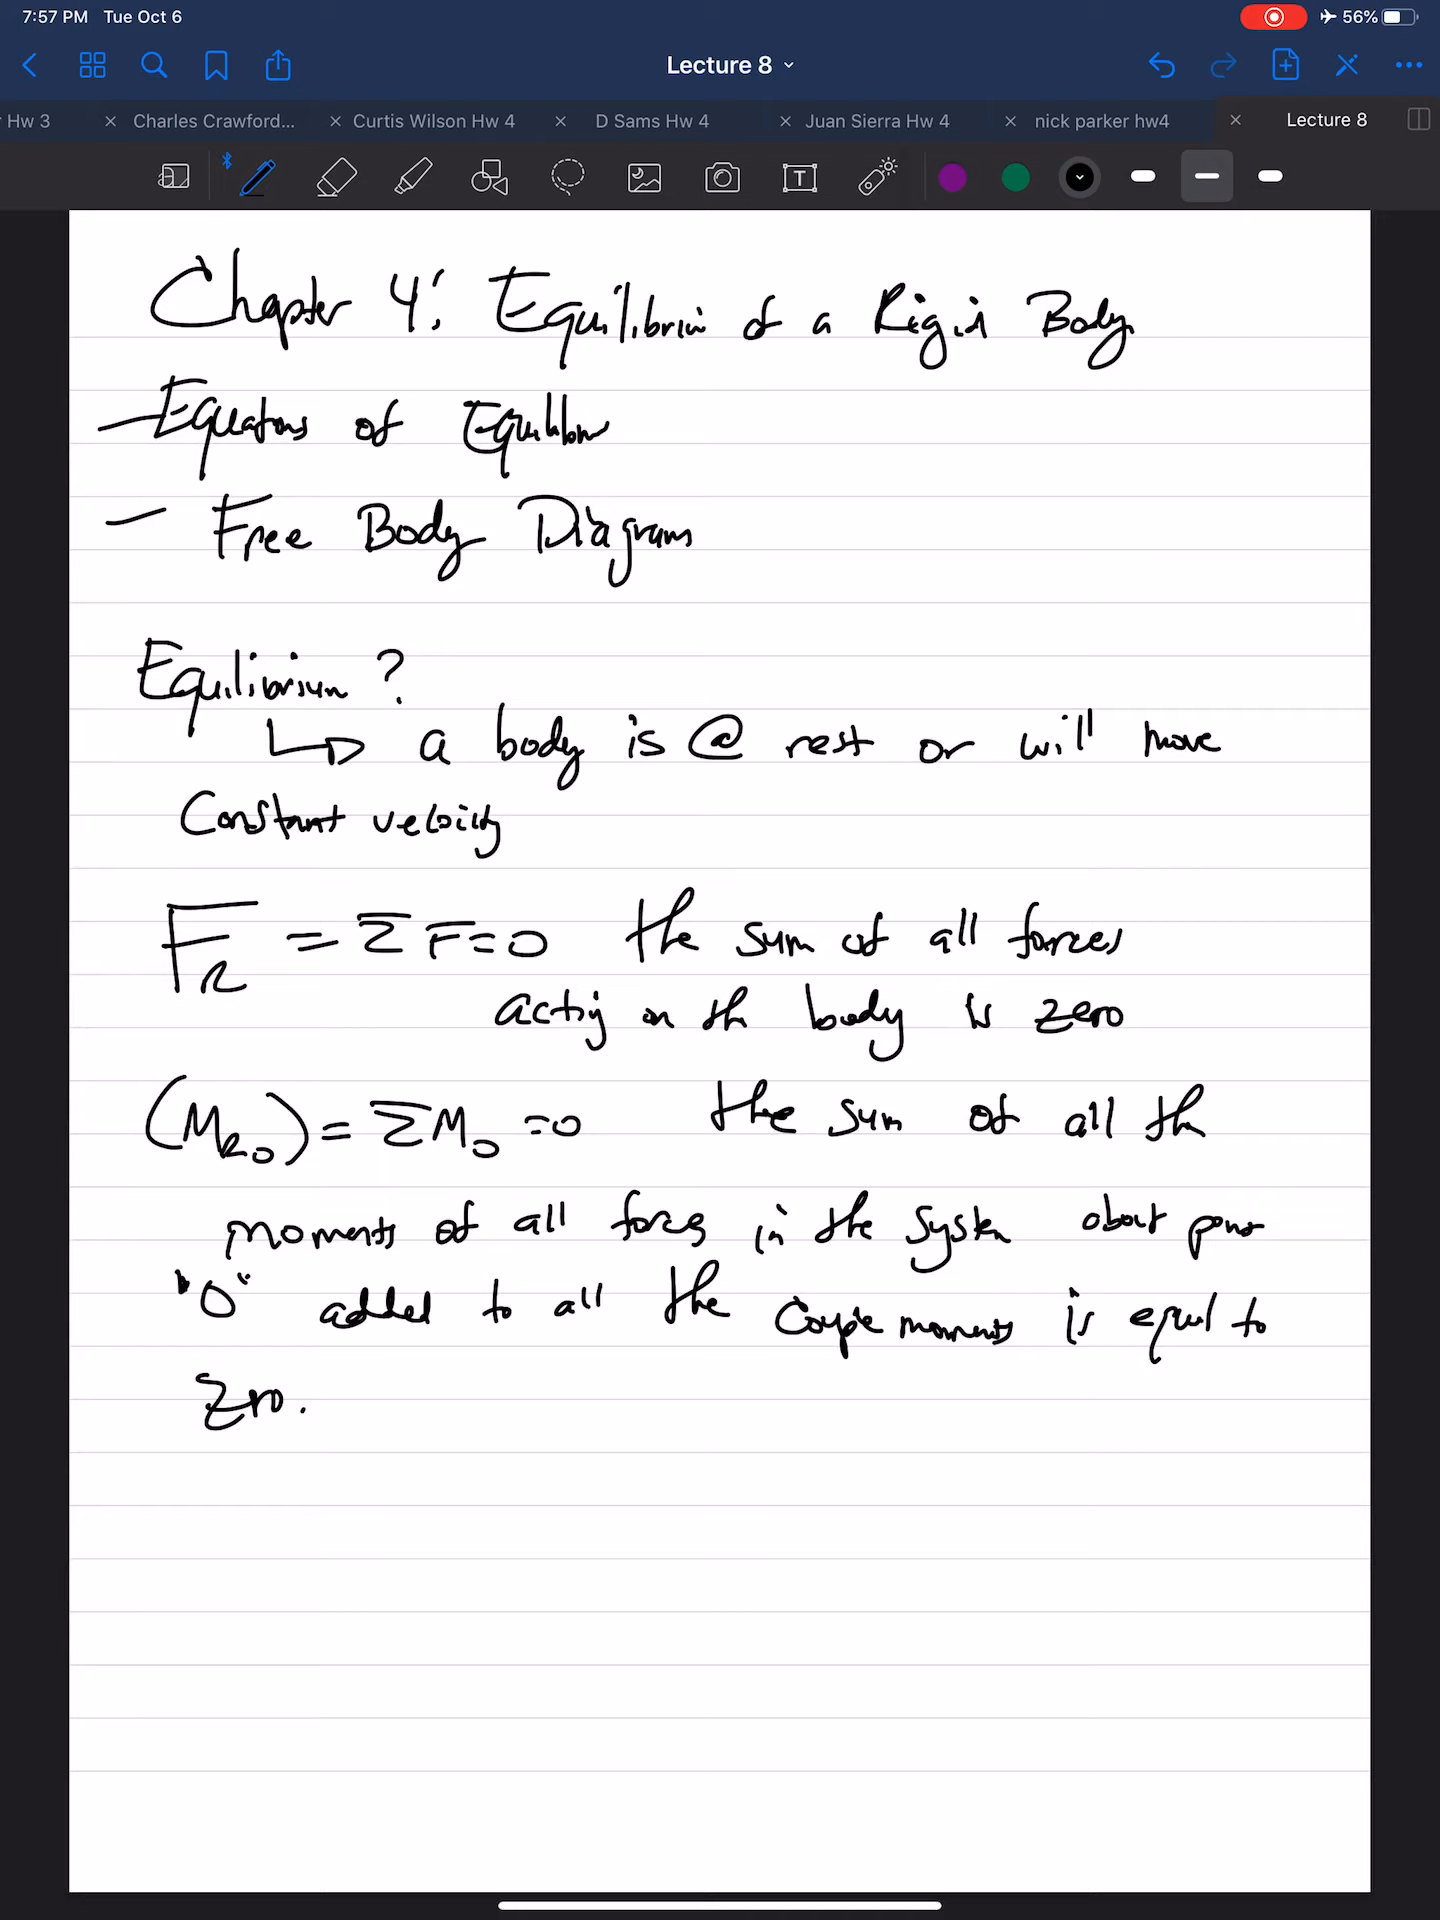 7:57 PM Tue Oct 6 56%
Lecture 8
Hw 3 Charles Crawford... Curtis Wilson Hw 4 D Sams Hw 4 Juan Sierra Hw 4 nick parker hw4 Lecture 8
T
Chapter 4: Equilibrium of a Rigid Body
- Equations of Equilibrium
- Free Body Diagrams
Equilibrium ?
↳ a body is @ rest or will move
Constant velocity
F_R = ΣF=0 the sum of all forces
acting on the body is zero
(M_RO) = ΣM_O =0 the sum of all the
moments of all forces in the system about point
"O" added to all the couple moments is equal to
zero.